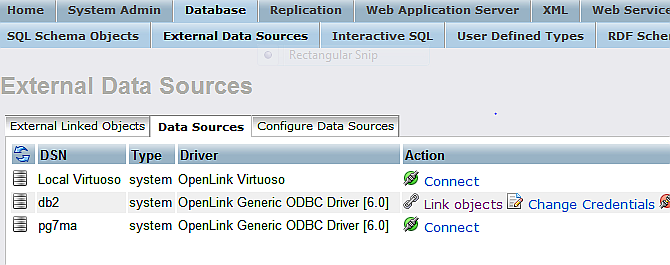 Home System Admin Database Replication Web Application Server XML Web Service
SQL Schema Objects External Data Sources Interactive SQL User Defined Types RDF Schem
Rectangular Snip
External Data Sources
External Linked Objects Data Sources Configure Data Sources
DSN Type Driver Action
Local Virtuoso system OpenLink Virtuoso Connect
db2 system OpenLink Generic ODBC Driver [6.0] Link objects Change Credentials
pg7ma system OpenLink Generic ODBC Driver [6.0] Connect